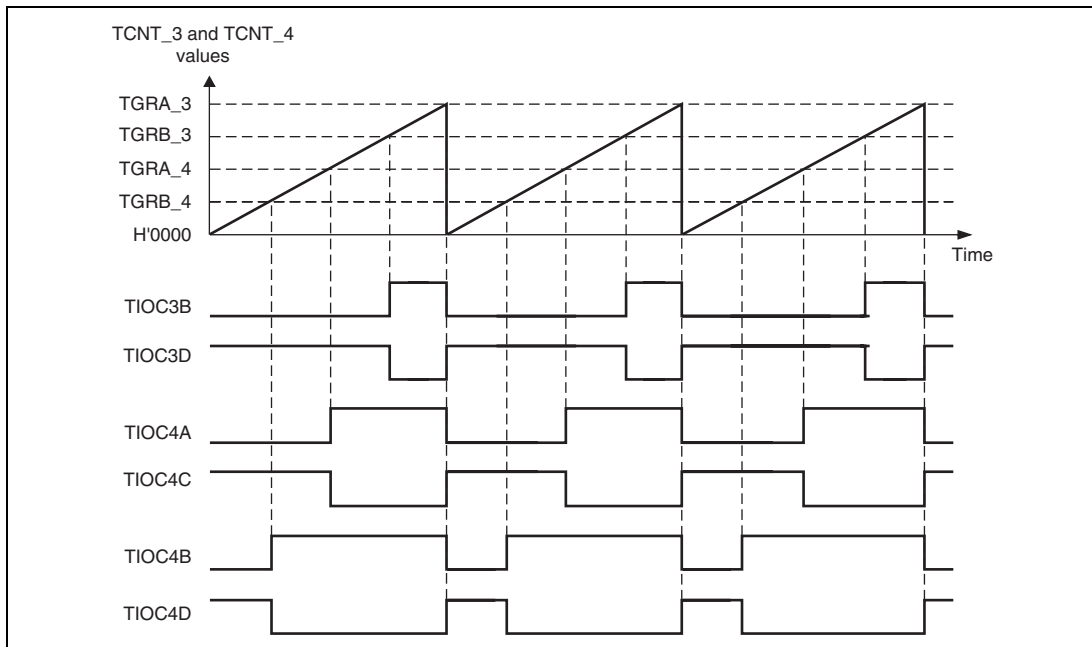 TCNT_3 and TCNT_4
values
TGRA_3
TGRB_3
TGRA_4
TGRB_4
H'0000
Time
TIOC3B
TIOC3D
TIOC4A
TIOC4C
TIOC4B
TIOC4D